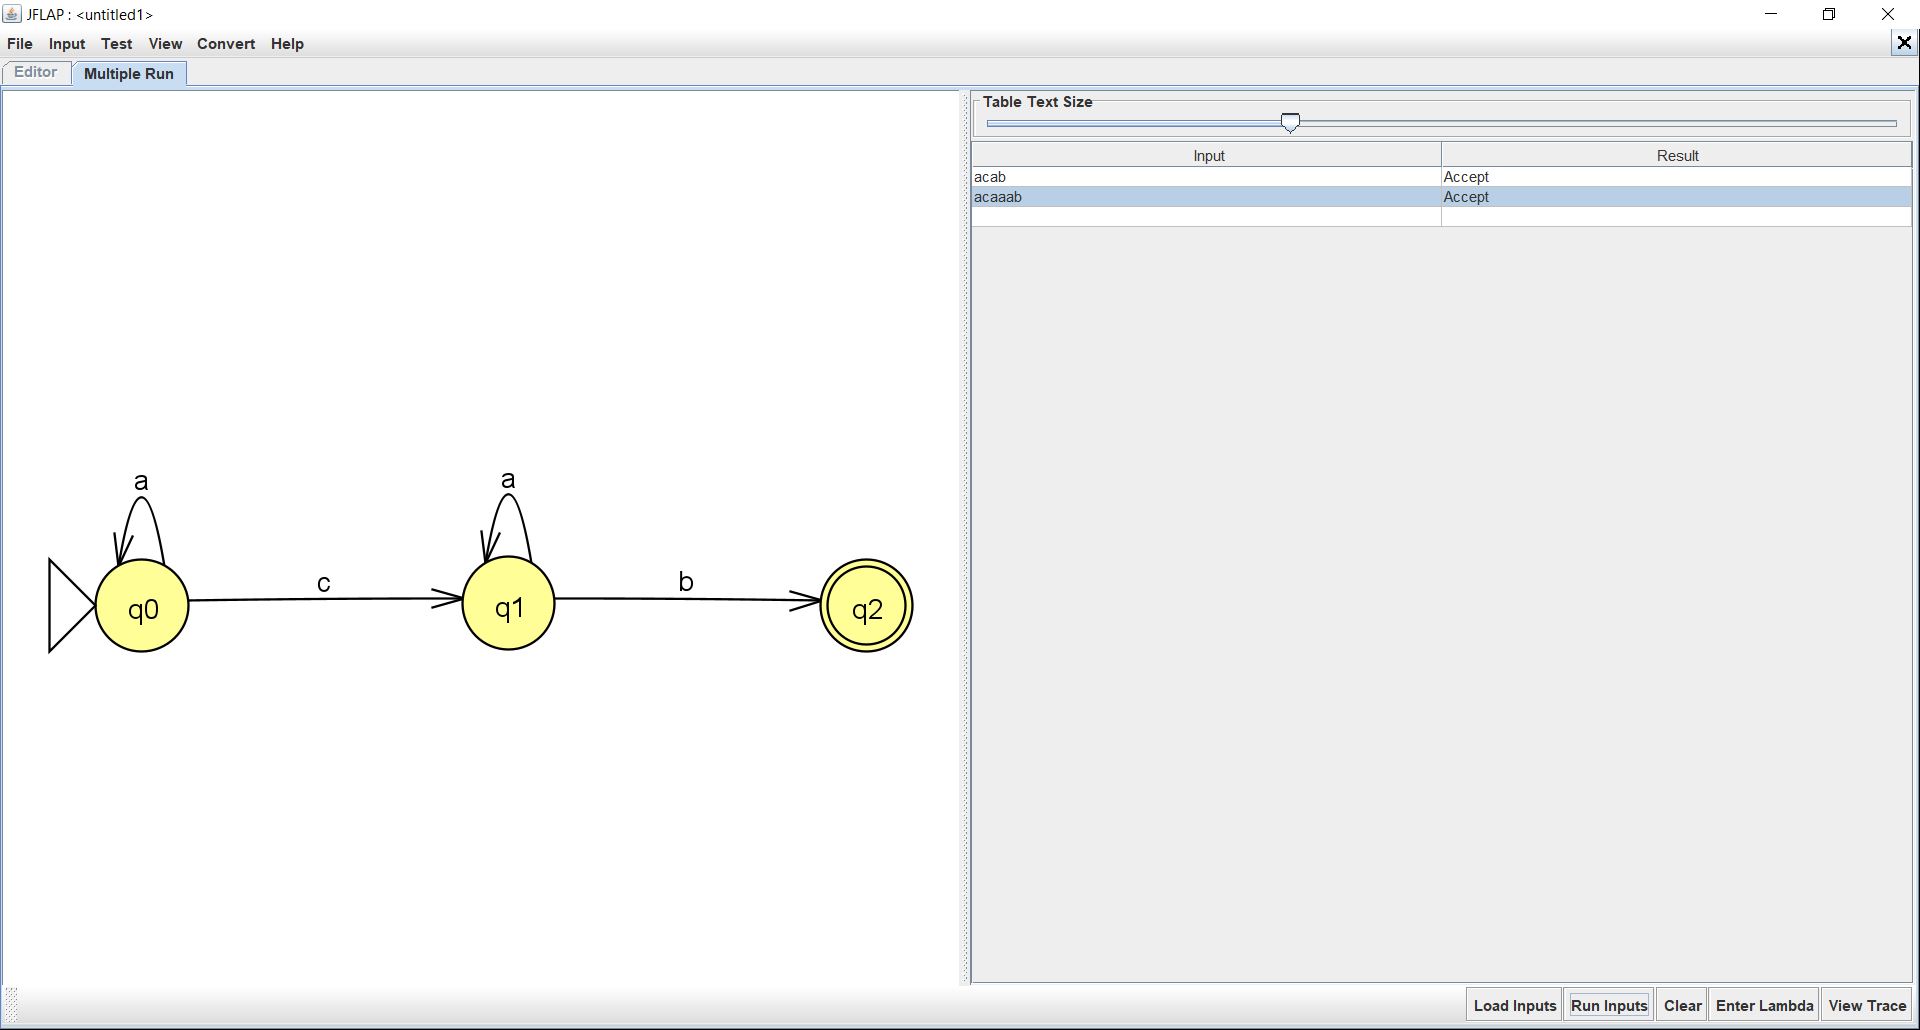 JFLAP : <untitled1>
File Input Test View Convert Help
Editor Multiple Run
Table Text Size
Input Result
acab Accept
acaaab Accept
a a
c b
q0 q1 q2
Load Inputs Run Inputs Clear Enter Lambda View Trace